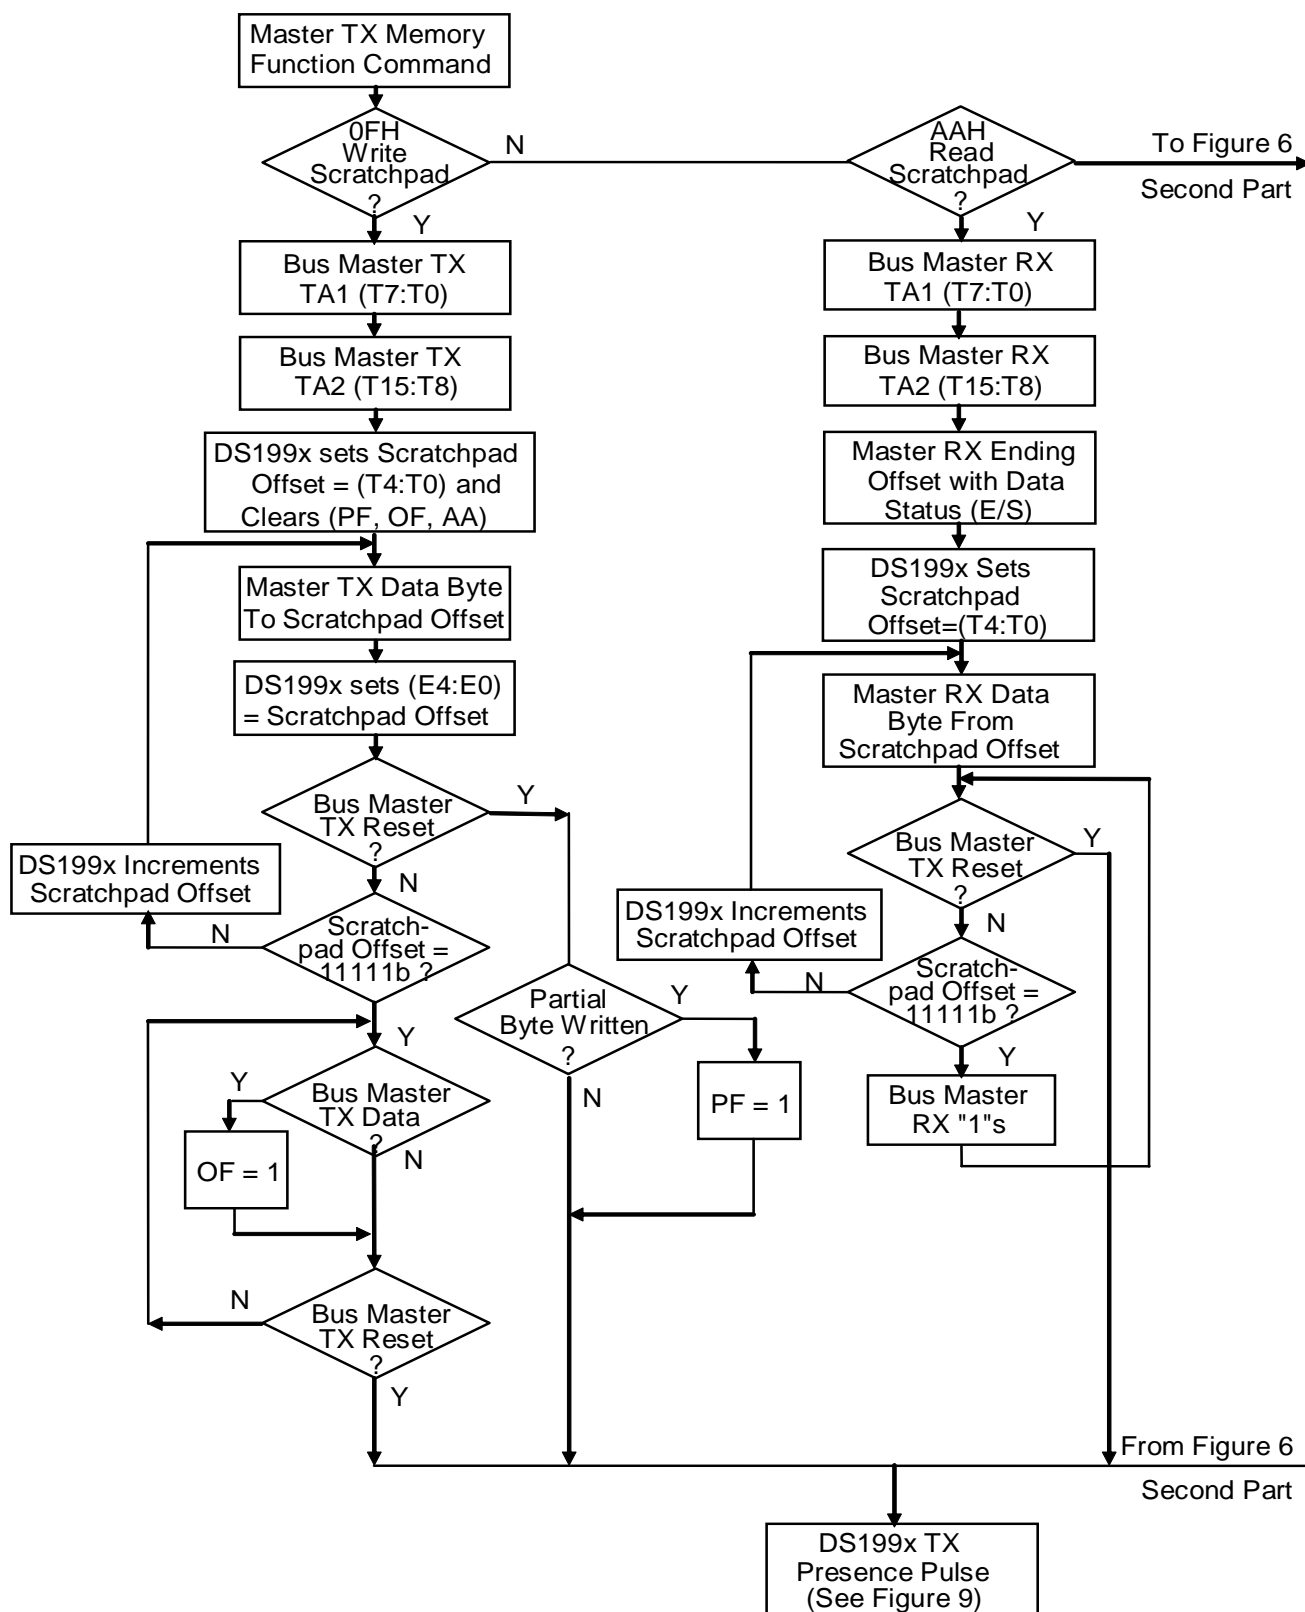 Master TX Memory
Function Command
0FH
Write
Scratchpad
?
N
Y
Bus Master TX
TA1 (T7:T0)
Bus Master TX
TA2 (T15:T8)
DS199x sets Scratchpad
Offset = (T4:T0) and
Clears (PF, OF, AA)
Master TX Data Byte
To Scratchpad Offset
DS199x sets (E4:E0)
= Scratchpad Offset
Bus Master
TX Reset
?
Y
N
DS199x Increments
Scratchpad Offset
N
Scratch-
pad Offset =
11111b ?
Y
Partial
Byte Written
?
Y
N
PF = 1
Bus Master
TX Data
?
Y
N
OF = 1
Bus Master
TX Reset
?
N
Y
AAH
Read
Scratchpad
?
Y
To Figure 6
Second Part
Bus Master RX
TA1 (T7:T0)
Bus Master RX
TA2 (T15:T8)
Master RX Ending
Offset with Data
Status (E/S)
DS199x Sets
Scratchpad
Offset=(T4:T0)
Master RX Data
Byte From
Scratchpad Offset
Bus Master
TX Reset
?
Y
N
DS199x Increments
Scratchpad Offset
N
Scratch-
pad Offset =
11111b ?
Y
Bus Master
RX "1"s
From Figure 6
Second Part
DS199x TX
Presence Pulse
(See Figure 9)